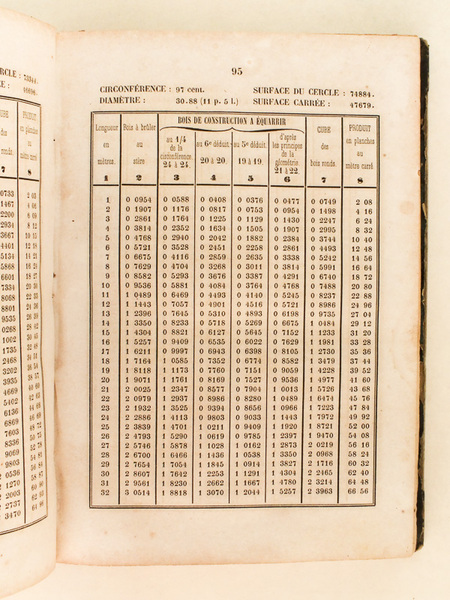 95
CIRCONFÉRENCE : 97 cent. SURFACE DU CERCLE : 74884.
DIAMÈTRE : 30.88 (11 p. 5 l.) SURFACE CARRÉE : 47679.
BOIS DE CONSTRUCTION A ÉQUARRIR
Longueur en mètres. Bois à brûler au stère au 1/4 de la circonférence. 24 à 24. au 6e déduit. 20 à 20. au 5e déduit. 19 à 19. d'après les principes de la géométrie 21 à 22. CUBE des bois ronds PRODUIT en planches au mètre carré
1 2 3 4 5 6 7 8
1 0 0954 0 0588 0 0408 0 0376 0 0477 0 0749 2 08
2 0 1907 0 1176 0 0817 0 0753 0 0954 0 1498 4 16
3 0 2861 0 1764 0 1225 0 1129 0 1430 0 2247 6 24
4 0 3814 0 2352 0 1634 0 1505 0 1907 0 2995 8 32
5 0 4768 0 2940 0 2042 0 1882 0 2384 0 3744 10 40
6 0 5721 0 3528 0 2451 0 2258 0 2861 0 4493 12 48
7 0 6675 0 4116 0 2859 0 2635 0 3338 0 5242 14 56
8 0 7629 0 4704 0 3268 0 3011 0 3814 0 5991 16 64
9 0 8582 0 5293 0 3676 0 3387 0 4291 0 6740 18 72
10 0 9536 0 5881 0 4084 0 3764 0 4768 0 7488 20 80
11 1 0489 0 6469 0 4493 0 4140 0 5245 0 8237 22 88
12 1 1443 0 7057 0 4901 0 4516 0 5721 0 8986 24 96
13 1 2396 0 7645 0 5310 0 4893 0 6198 0 9735 27 04
14 1 3350 0 8233 0 5718 0 5269 0 6675 1 0484 29 12
15 1 4304 0 8821 0 6127 0 5645 0 7152 1 1233 31 20
16 1 5257 0 9409 0 6535 0 6022 0 7629 1 1981 33 28
17 1 6211 0 9997 0 6943 0 6398 0 8105 1 2730 35 36
18 1 7164 1 0585 0 7352 0 6774 0 8582 1 3479 37 44
19 1 8118 1 1173 0 7760 0 7151 0 9059 1 4228 39 52
20 1 9071 1 1761 0 8169 0 7527 0 9536 1 4977 41 60
21 2 0025 1 2347 0 8577 0 7904 1 0013 1 5726 43 68
22 2 0979 1 2937 0 8986 0 8280 1 0489 1 6474 45 76
23 2 1932 1 3525 0 9394 0 8656 1 0966 1 7223 47 84
24 2 2886 1 4113 0 9803 0 9033 1 1443 1 7972 49 92
25 2 3839 1 4701 1 0211 0 9409 1 1920 1 8721 52 00
26 2 4793 1 5290 1 0619 0 9785 1 2397 1 9470 54 08
27 2 5746 1 5878 1 1028 1 0162 1 2873 2 0219 56 16
28 2 6700 1 6466 1 1436 1 0538 1 3350 2 0968 58 24
29 2 7654 1 7054 1 1845 1 0914 1 3827 2 1716 60 32
30 2 8607 1 7642 1 2253 1 1291 1 4304 2 2465 62 40
31 2 9561 1 8230 1 2662 1 1667 1 4780 2 3214 64 48
32 3 0514 1 8818 1 3070 1 2044 1 5257 2 3963 66 56